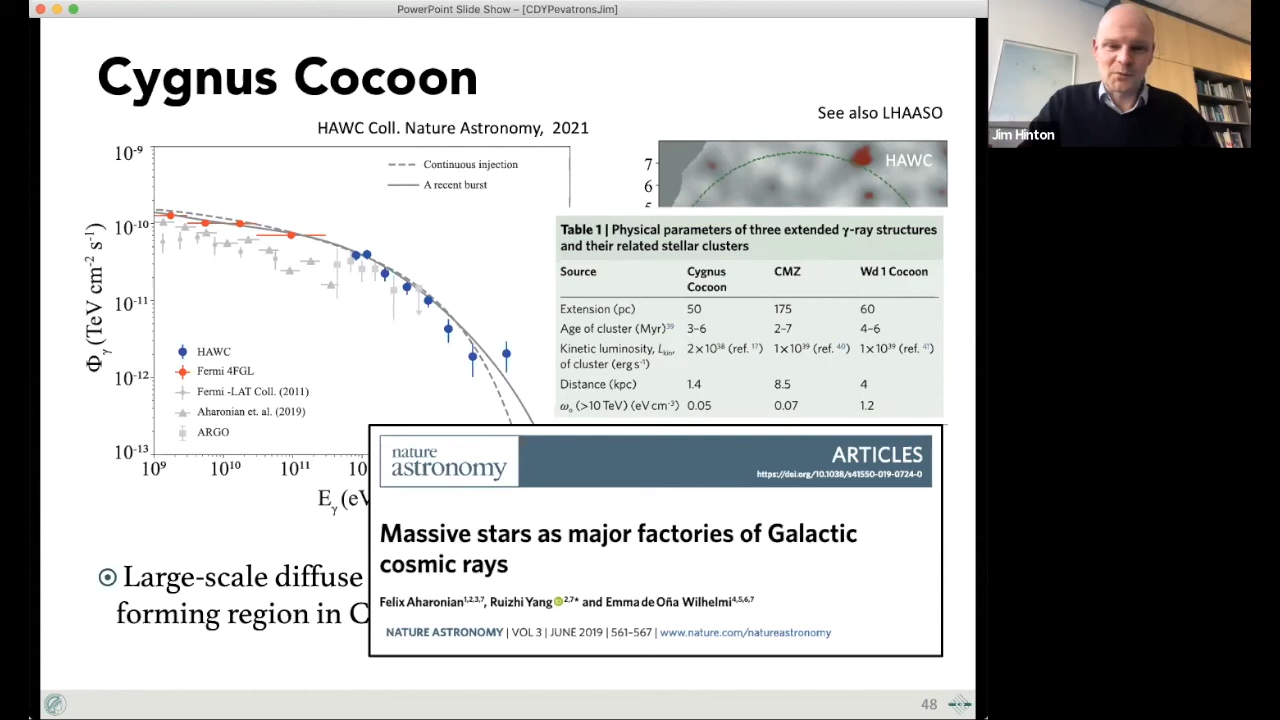 PowerPoint Slide Show – [CDYPevatronsJim]
Cygnus Cocoon
HAWC Coll. Nature Astronomy, 2021
See also LHAASO
10⁻⁹
10⁻¹⁰
10⁻¹¹
10⁻¹²
10⁻¹³
Φγ (TeV cm⁻² s⁻¹)
Continuous injection
A recent burst
HAWC
Fermi 4FGL
Fermi -LAT Coll. (2011)
Aharonian et. al. (2019)
ARGO
10⁹ 10¹⁰ 10¹¹
Eγ (eV
7
6
HAWC
Table 1 | Physical parameters of three extended γ-ray structures
and their related stellar clusters
Source Cygnus Cocoon CMZ Wd 1 Cocoon
Extension (pc) 50 175 60
Age of cluster (Myr)³⁹ 3–6 2–7 4–6
Kinetic luminosity, Lkin, 2×10³⁸ (ref. ¹⁷) 1×10³⁹ (ref. ⁴⁰) 1×10³⁹ (ref. ⁴¹)
of cluster (erg s⁻¹)
Distance (kpc) 1.4 8.5 4
ωₒ (>10 TeV) (eV cm⁻³) 0.05 0.07 1.2
nature
astronomy
ARTICLES
https://doi.org/10.1038/s41550-019-0724-0
Massive stars as major factories of Galactic
cosmic rays
Felix Aharonian¹,²,³,⁷, Ruizhi Yang²,⁷* and Emma de Oña Wilhelmi⁴,⁵,⁶,⁷
NATURE ASTRONOMY | VOL 3 | JUNE 2019 | 561–567 | www.nature.com/natureastronomy
Large-scale diffuse
forming region in C
48
Jim Hinton